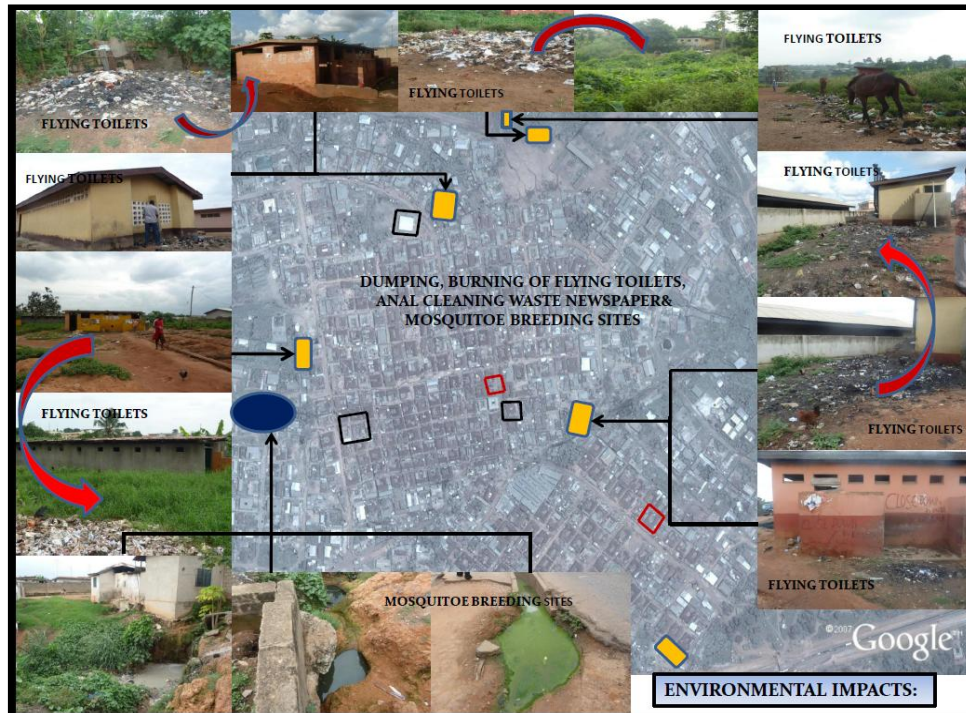 FLYING TOILETS
FLYING TOILETS
FLYING TOILETS
FLYING TOILETS
FLYING TOILETS
DUMPING, BURNING OF FLYING TOILETS,
ANAL CLEANING WASTE NEWSPAPER&
MOSQUITOE BREEDING SITES
FLYING TOILETS
FLYING TOILETS
FLYING TOILETS
MOSQUITOE BREEDING SITES
©2007 Google™
ENVIRONMENTAL IMPACTS: